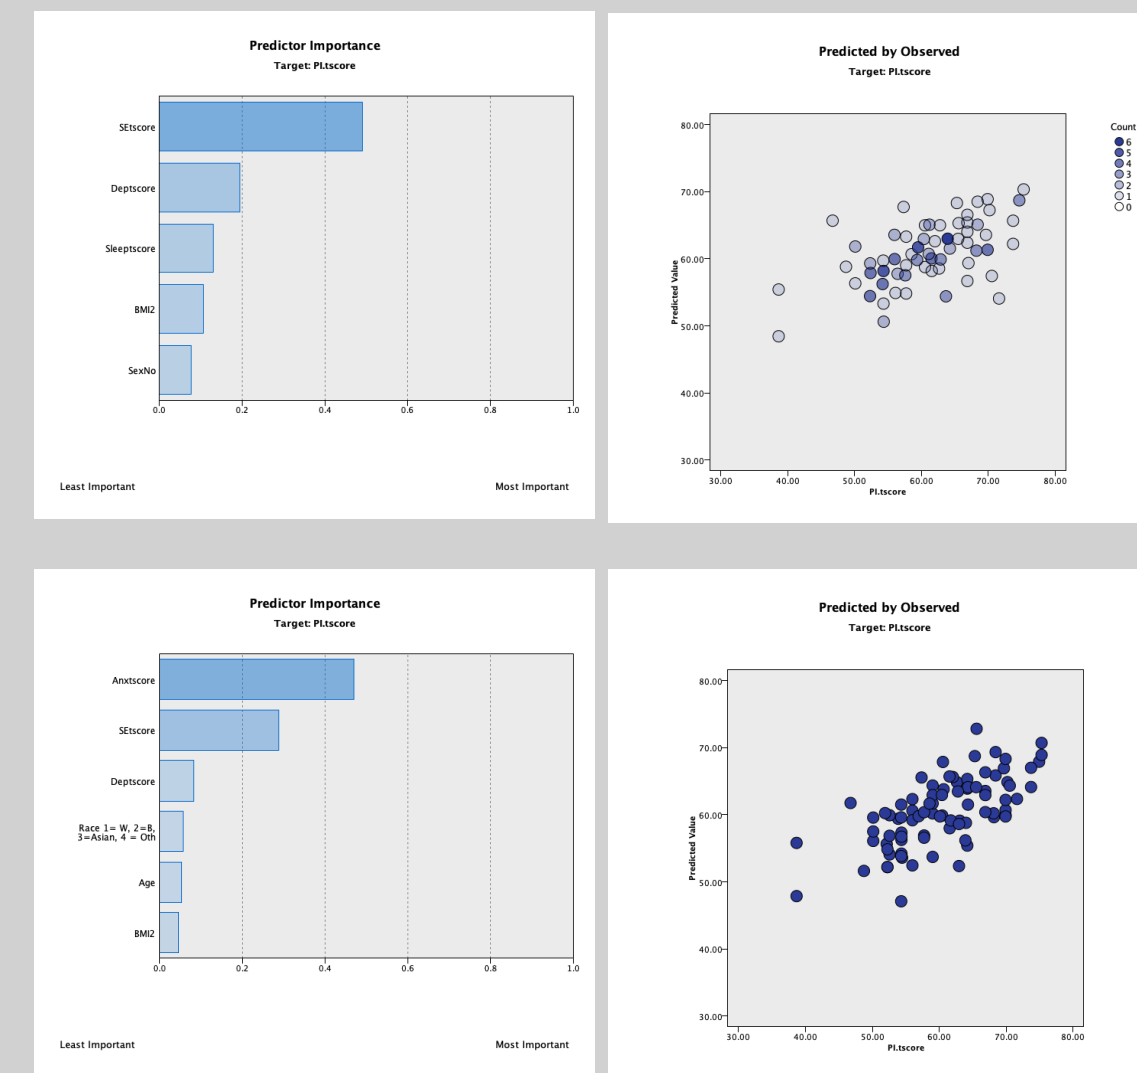 Predictor Importance
Target: PI.tscore
SEtscore
Deptscore
Sleeptscore
BMI2
SexNo
0.0 0.2 0.4 0.6 0.8 1.0
Least Important Most Important
Predicted by Observed
Target: PI.tscore
Predicted Value
80.00
70.00
60.00
50.00
40.00
30.00
30.00 40.00 50.00 60.00 70.00 80.00
PI.tscore
Count
6
5
4
3
2
1
0
Predictor Importance
Target: PI.tscore
Anxtscore
SEtscore
Deptscore
Race 1= W, 2=B,
3=Asian, 4 = Oth
Age
BMI2
0.0 0.2 0.4 0.6 0.8 1.0
Least Important Most Important
Predicted by Observed
Target: PI.tscore
Predicted Value
80.00
70.00
60.00
50.00
40.00
30.00
30.00 40.00 50.00 60.00 70.00 80.00
PI.tscore